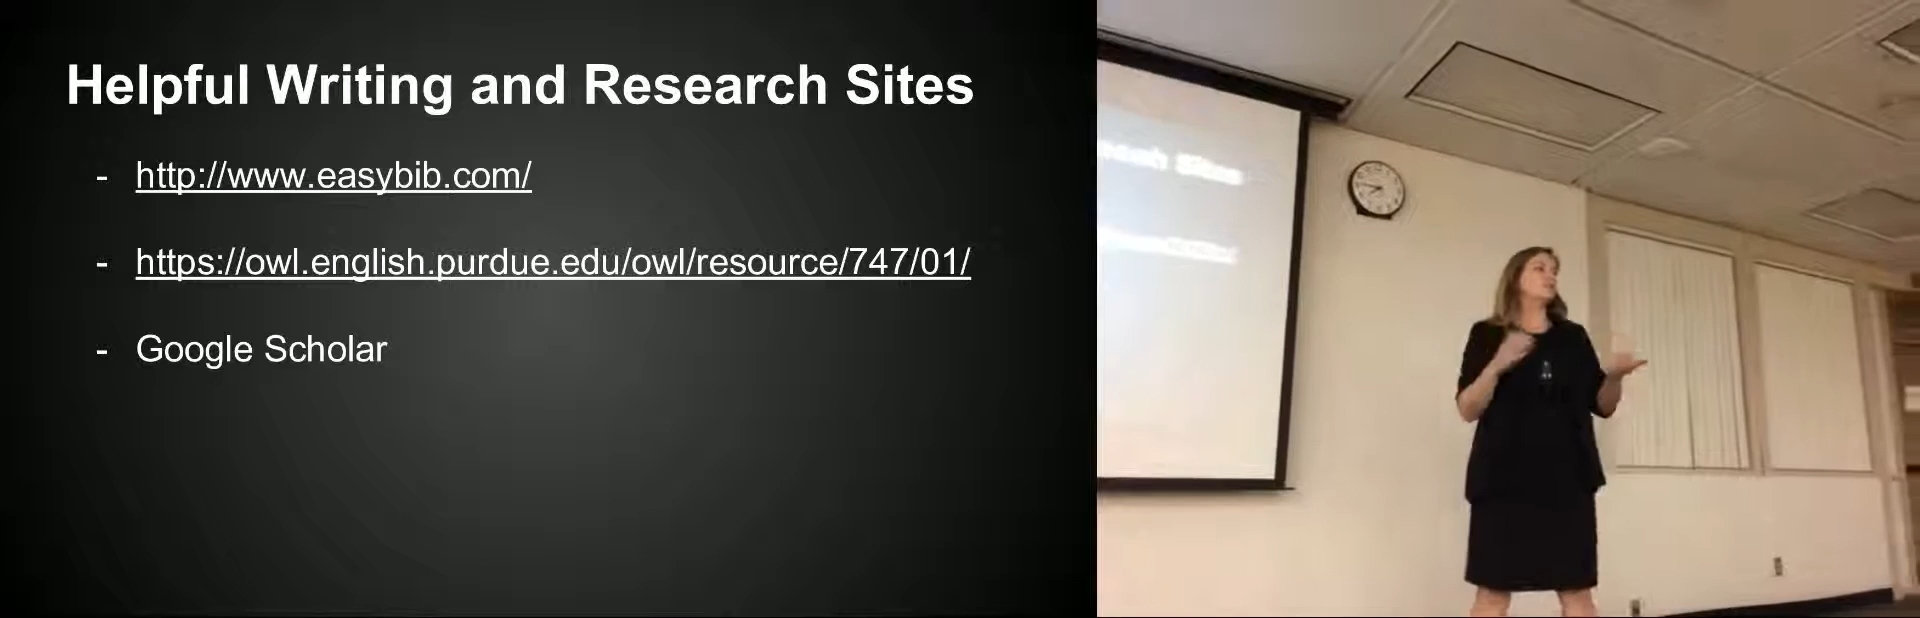 Helpful Writing and Research Sites
- http://www.easybib.com/
- https://owl.english.purdue.edu/owl/resource/747/01/
- Google Scholar
Sites